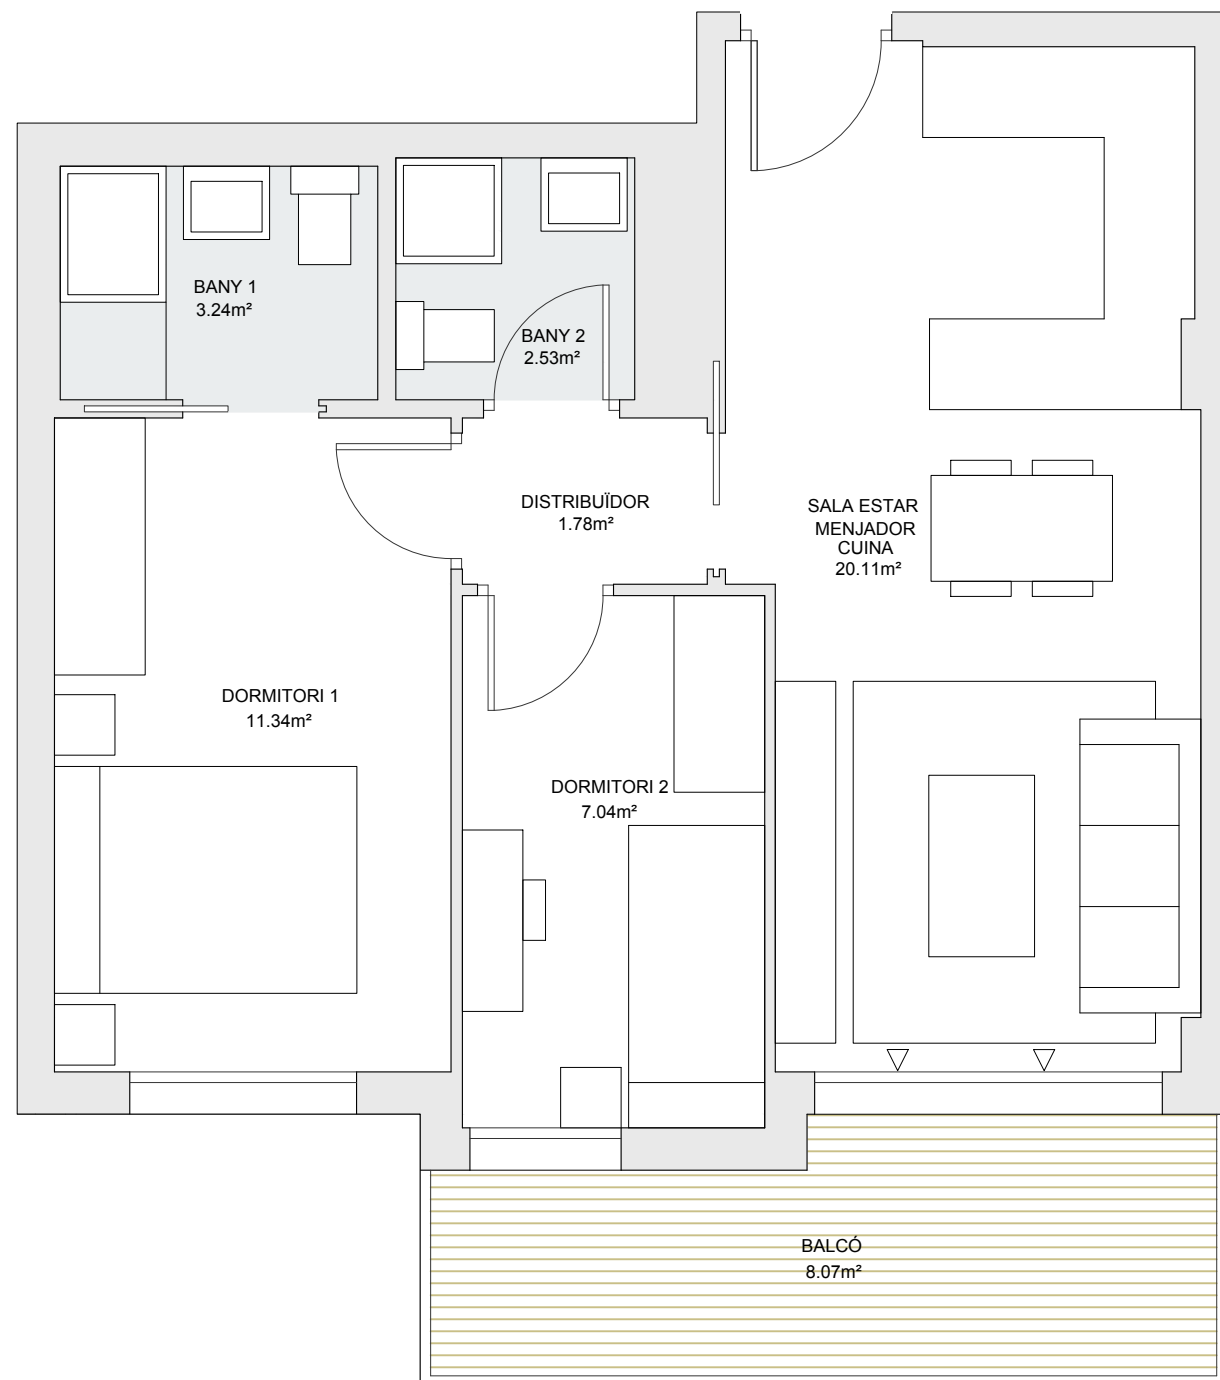 BANY 1
3.24m²
BANY 2
2.53m²
DISTRIBUÏDOR
1.78m²
SALA ESTAR
MENJADOR
CUINA
20.11m²
DORMITORI 1
11.34m²
DORMITORI 2
7.04m²
BALCÓ
8.07m²